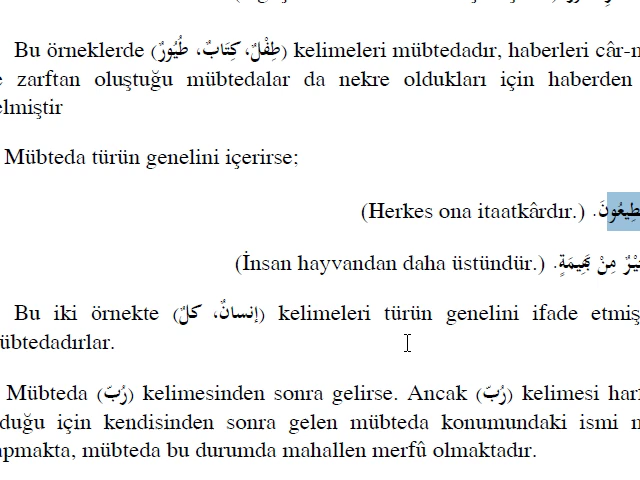 Bu örneklerde (طِفْلٌ، كِتَابٌ، طُيُورٌ) kelimeleri mübtedadır, haberleri câr-
zarftan oluştuğu mübtedalar da nekre oldukları için haberden
elmiştir
Mübteda türün genelini içerirse;
(Herkes ona itaatkârdır.) .طِيعُونَ
(İnsan hayvandan daha üstündür.) .يْرٌ مِنْ بَهِيمَةٍ
Bu iki örnekte (إنسانٌ، كلٌ) kelimeleri türün genelini ifade etmiş
übtedadırlar.
Mübteda (رُبّ) kelimesinden sonra gelirse. Ancak (رُبّ) kelimesi har
duğu için kendisinden sonra gelen mübteda konumundaki ismi m
apmakta, mübteda bu durumda mahallen merfû olmaktadır.